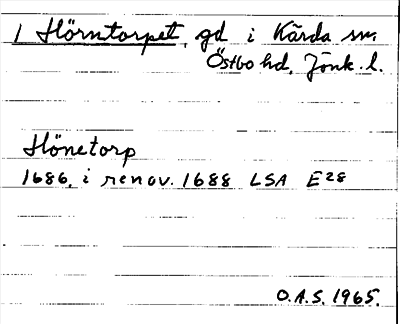 1 Hörntorpet, gd i Kärda sn.
Östbo hd, Jönk. l.
Hönetorp
1686, i renov. 1688 LSA E28
O.A.S. 1965.